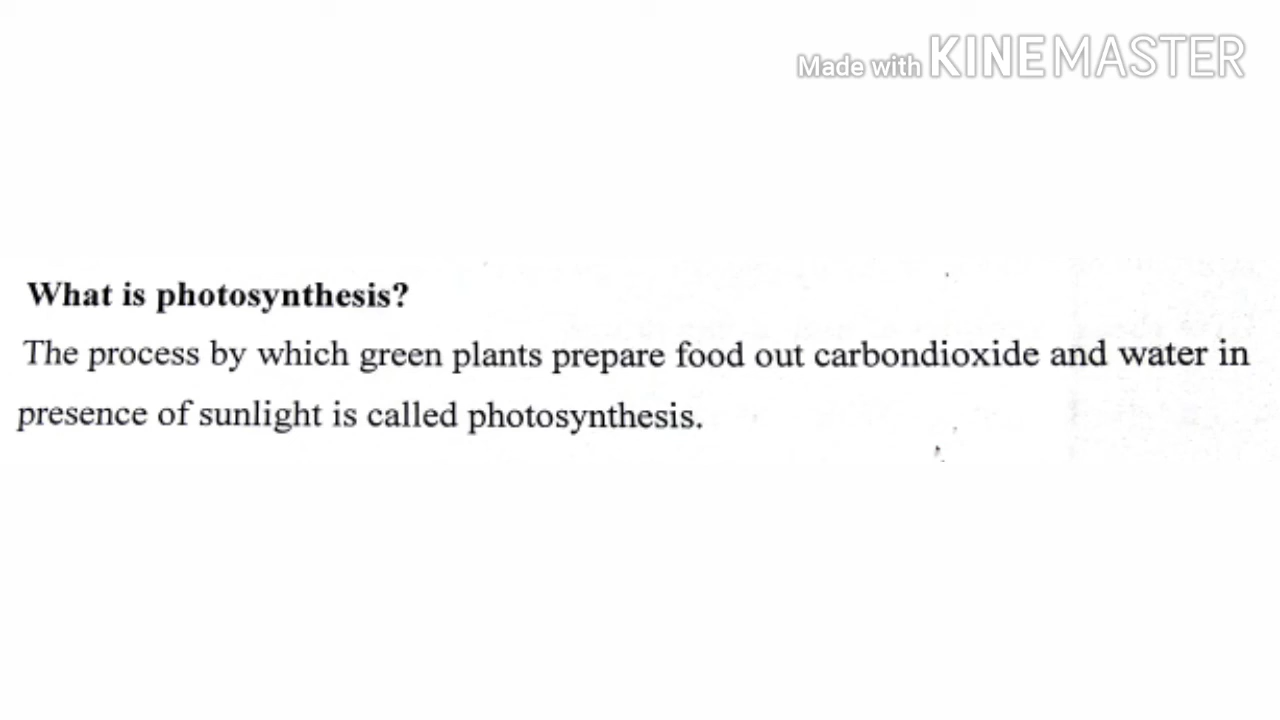 Made with KINEMASTER
What is photosynthesis?
The process by which green plants prepare food out carbondioxide and water in
presence of sunlight is called photosynthesis.